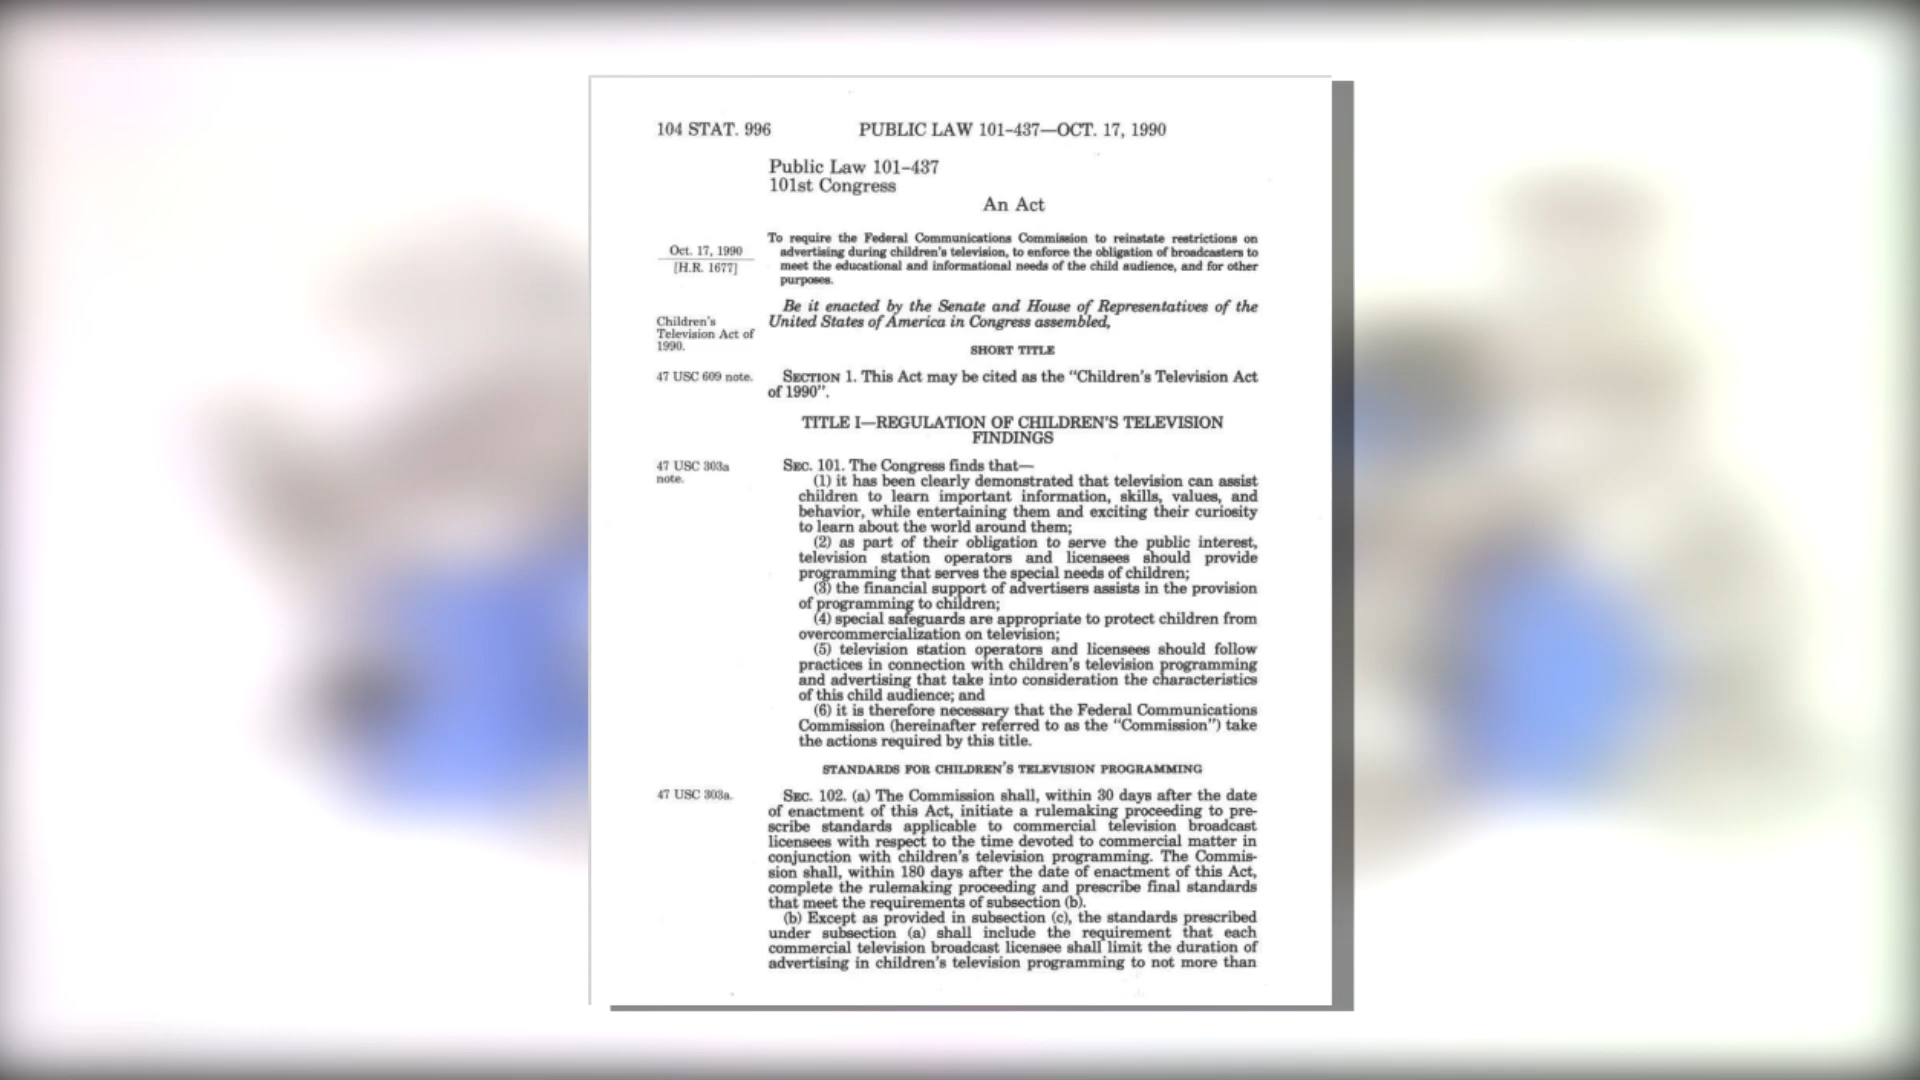 104 STAT. 996 PUBLIC LAW 101–437—OCT. 17, 1990
Public Law 101–437
101st Congress
An Act
Oct. 17, 1990
[H.R. 1677]
To require the Federal Communications Commission to reinstate restrictions on
advertising during children's television, to enforce the obligation of broadcasters to
meet the educational and informational needs of the child audience, and for other
purposes.
Be it enacted by the Senate and House of Representatives of the
United States of America in Congress assembled,
Children's
Television Act of
1990.
SHORT TITLE
47 USC 609 note.
SECTION 1. This Act may be cited as the "Children's Television Act
of 1990".
TITLE I—REGULATION OF CHILDREN'S TELEVISION
FINDINGS
47 USC 303a
note.
SEC. 101. The Congress finds that—
(1) it has been clearly demonstrated that television can assist
children to learn important information, skills, values, and
behavior, while entertaining them and exciting their curiosity
to learn about the world around them;
(2) as part of their obligation to serve the public interest,
television station operators and licensees should provide
programming that serves the special needs of children;
(3) the financial support of advertisers assists in the provision
of programming to children;
(4) special safeguards are appropriate to protect children from
overcommercialization on television;
(5) television station operators and licensees should follow
practices in connection with children's television programming
and advertising that take into consideration the characteristics
of this child audience; and
(6) it is therefore necessary that the Federal Communications
Commission (hereinafter referred to as the "Commission") take
the actions required by this title.
STANDARDS FOR CHILDREN'S TELEVISION PROGRAMMING
47 USC 303a.
SEC. 102. (a) The Commission shall, within 30 days after the date
of enactment of this Act, initiate a rulemaking proceeding to pre-
scribe standards applicable to commercial television broadcast
licensees with respect to the time devoted to commercial matter in
conjunction with children's television programming. The Commis-
sion shall, within 180 days after the date of enactment of this Act,
complete the rulemaking proceeding and prescribe final standards
that meet the requirements of subsection (b).
(b) Except as provided in subsection (c), the standards prescribed
under subsection (a) shall include the requirement that each
commercial television broadcast licensee shall limit the duration of
advertising in children's television programming to not more than